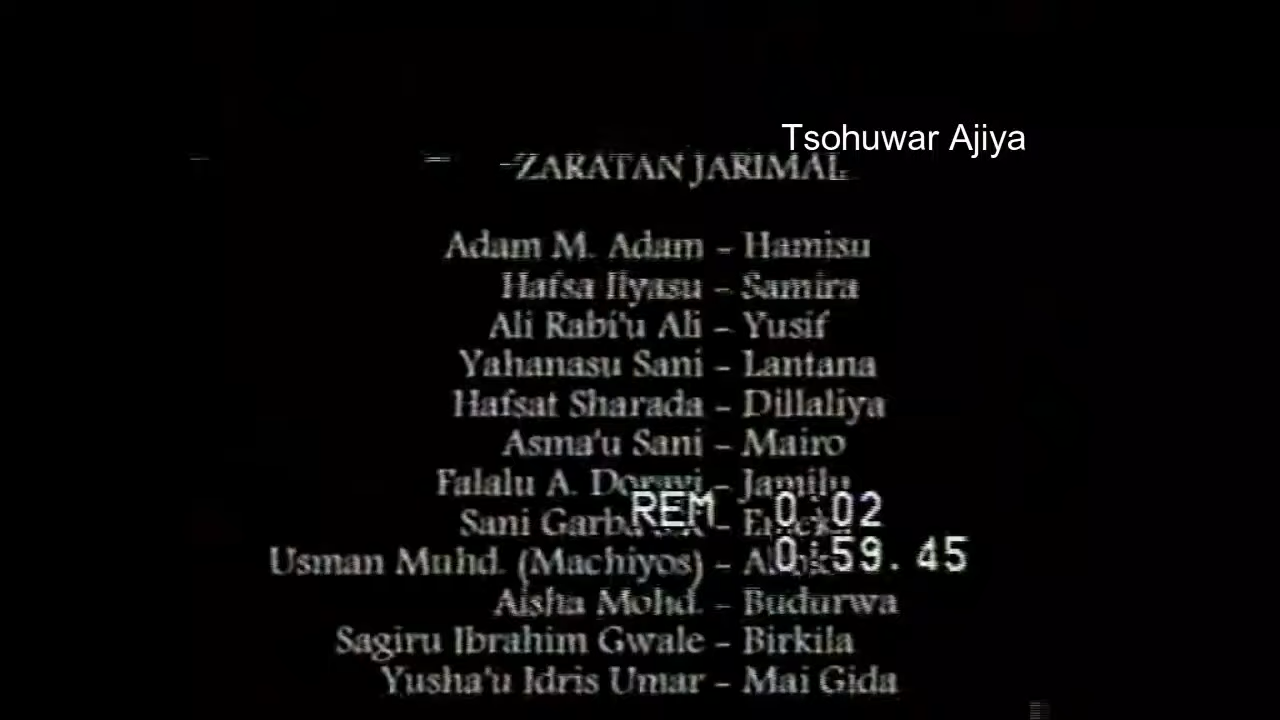 Tsohuwar Ajiya
ZARATAN JARIMAI
Adam M. Adam - Hamisu
Hafsa Ilyasu - Samira
Ali Rabi'u Ali - Yusif
Yahanasu Sani - Lantana
Hafsat Sharada - Dillaliya
Asma'u Sani - Mairo
Falalu A. Dorayi - Jamilu
Sani Garba -
REM 0:02
0:59.45
Usman Muhd. (Machiyos) -
Aisha Mohd. - Budurwa
Sagiru Ibrahim Gwale - Birkila
Yusha'u Idris Umar - Mai Gida